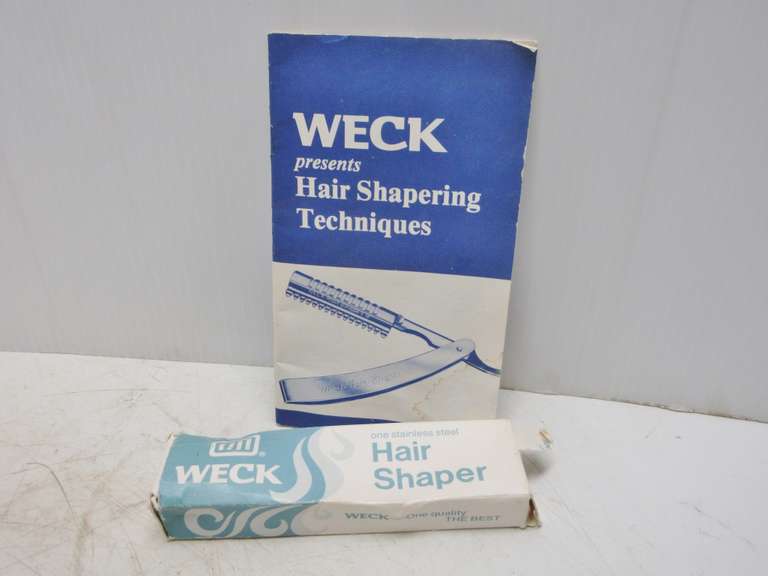 WECK
presents
Hair Shapering
Techniques
one stainless steel
Hair
Shaper
WECK
WECK One quality
THE BEST